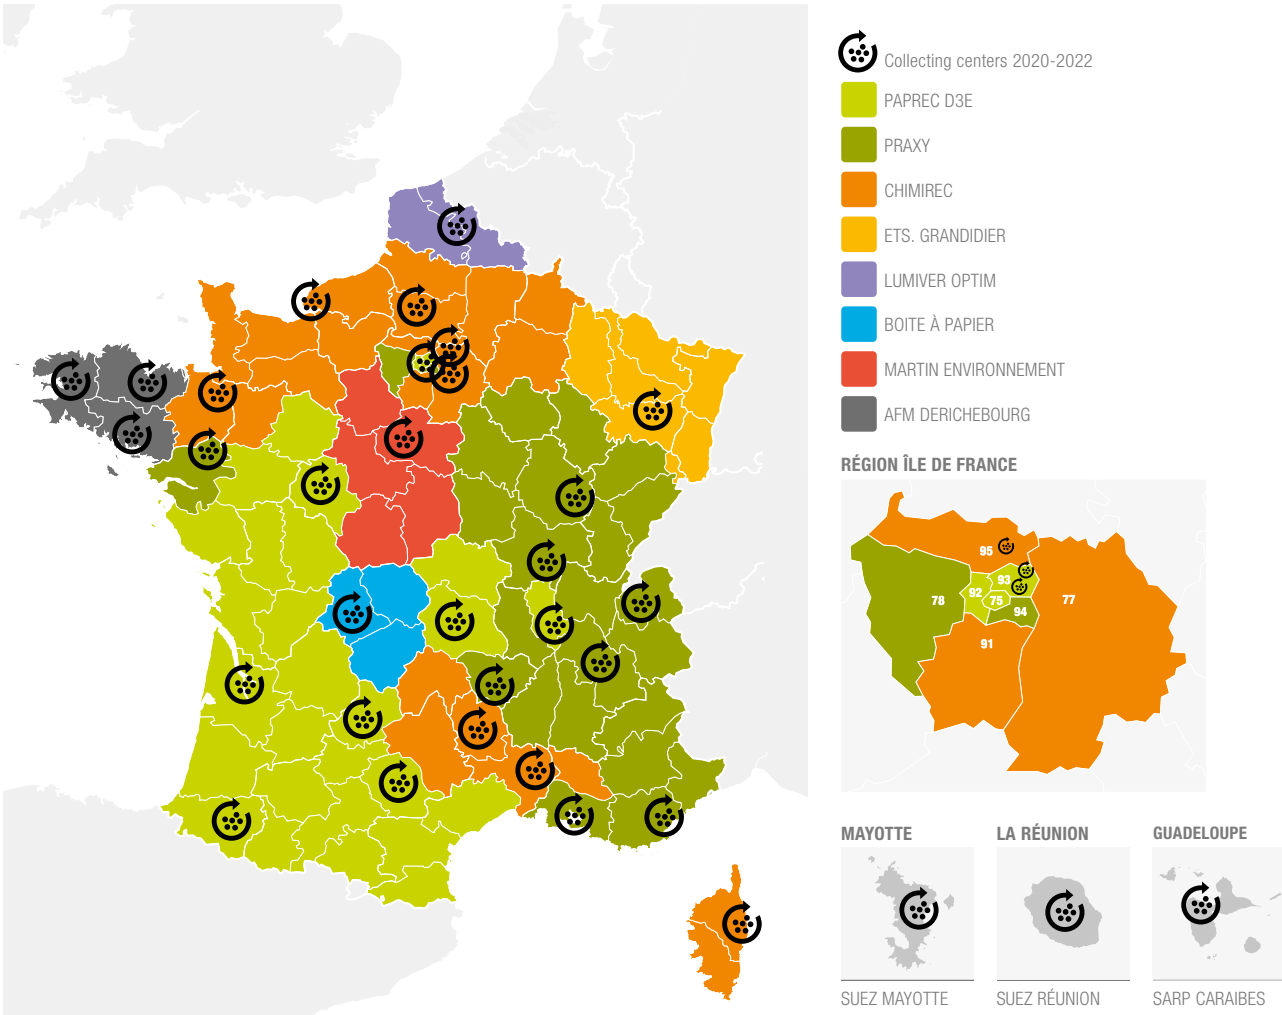 Collecting centers 2020-2022
PAPREC D3E
PRAXY
CHIMIREC
ETS. GRANDIDIER
LUMIVER OPTIM
BOITE À PAPIER
MARTIN ENVIRONNEMENT
AFM DERICHEBOURG
RÉGION ÎLE DE FRANCE
95
93
92
75
78
94
77
91
MAYOTTE
LA RÉUNION
GUADELOUPE
SUEZ MAYOTTE
SUEZ RÉUNION
SARP CARAIBES